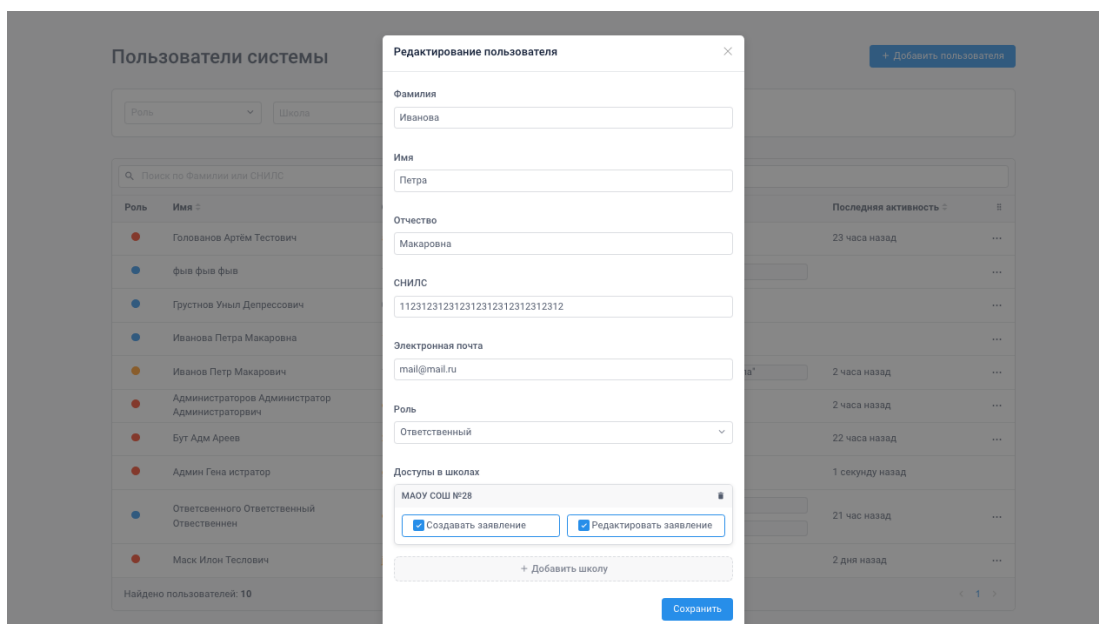 Пользователи системы
+ Добавить пользователя
Роль
Школа
Поиск по Фамилии или СНИЛС
Роль
Имя
Последняя активность
Голованов Артём Тестович
23 часа назад
фыв фыв фыв
Грустнов Уныл Депрессович
Иванова Петра Макаровна
Иванов Петр Макарович
ла"
2 часа назад
Администраторов Администратор
Администраторвич
2 часа назад
Бут Адм Ареев
22 часа назад
Админ Гена истратор
1 секунду назад
Ответсвенного Ответственный
Отвественнен
21 час назад
Маск Илон Теслович
2 дня назад
Найдено пользователей: 10
1
Редактирование пользователя
Фамилия
Иванова
Имя
Петра
Отчество
Макаровна
СНИЛС
1123123123123123123123123123​12
Электронная почта
mail@mail.ru
Роль
Ответственный
Доступы в школах
МАОУ СОШ №28
Создавать заявление
Редактировать заявление
+ Добавить школу
Сохранить